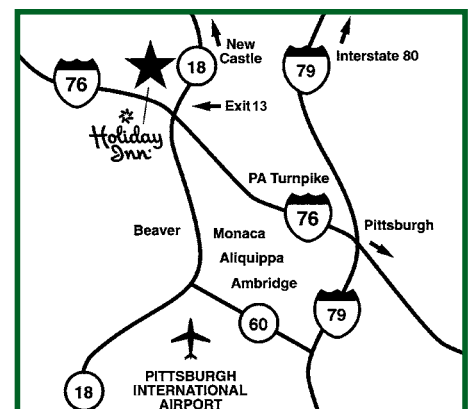 New
Castle
18
79
Interstate 80
76
Exit 13
Holiday
Inn
PA Turnpike
76
Pittsburgh
Beaver
Monaca
Aliquippa
Ambridge
60
79
PITTSBURGH
INTERNATIONAL
AIRPORT
18